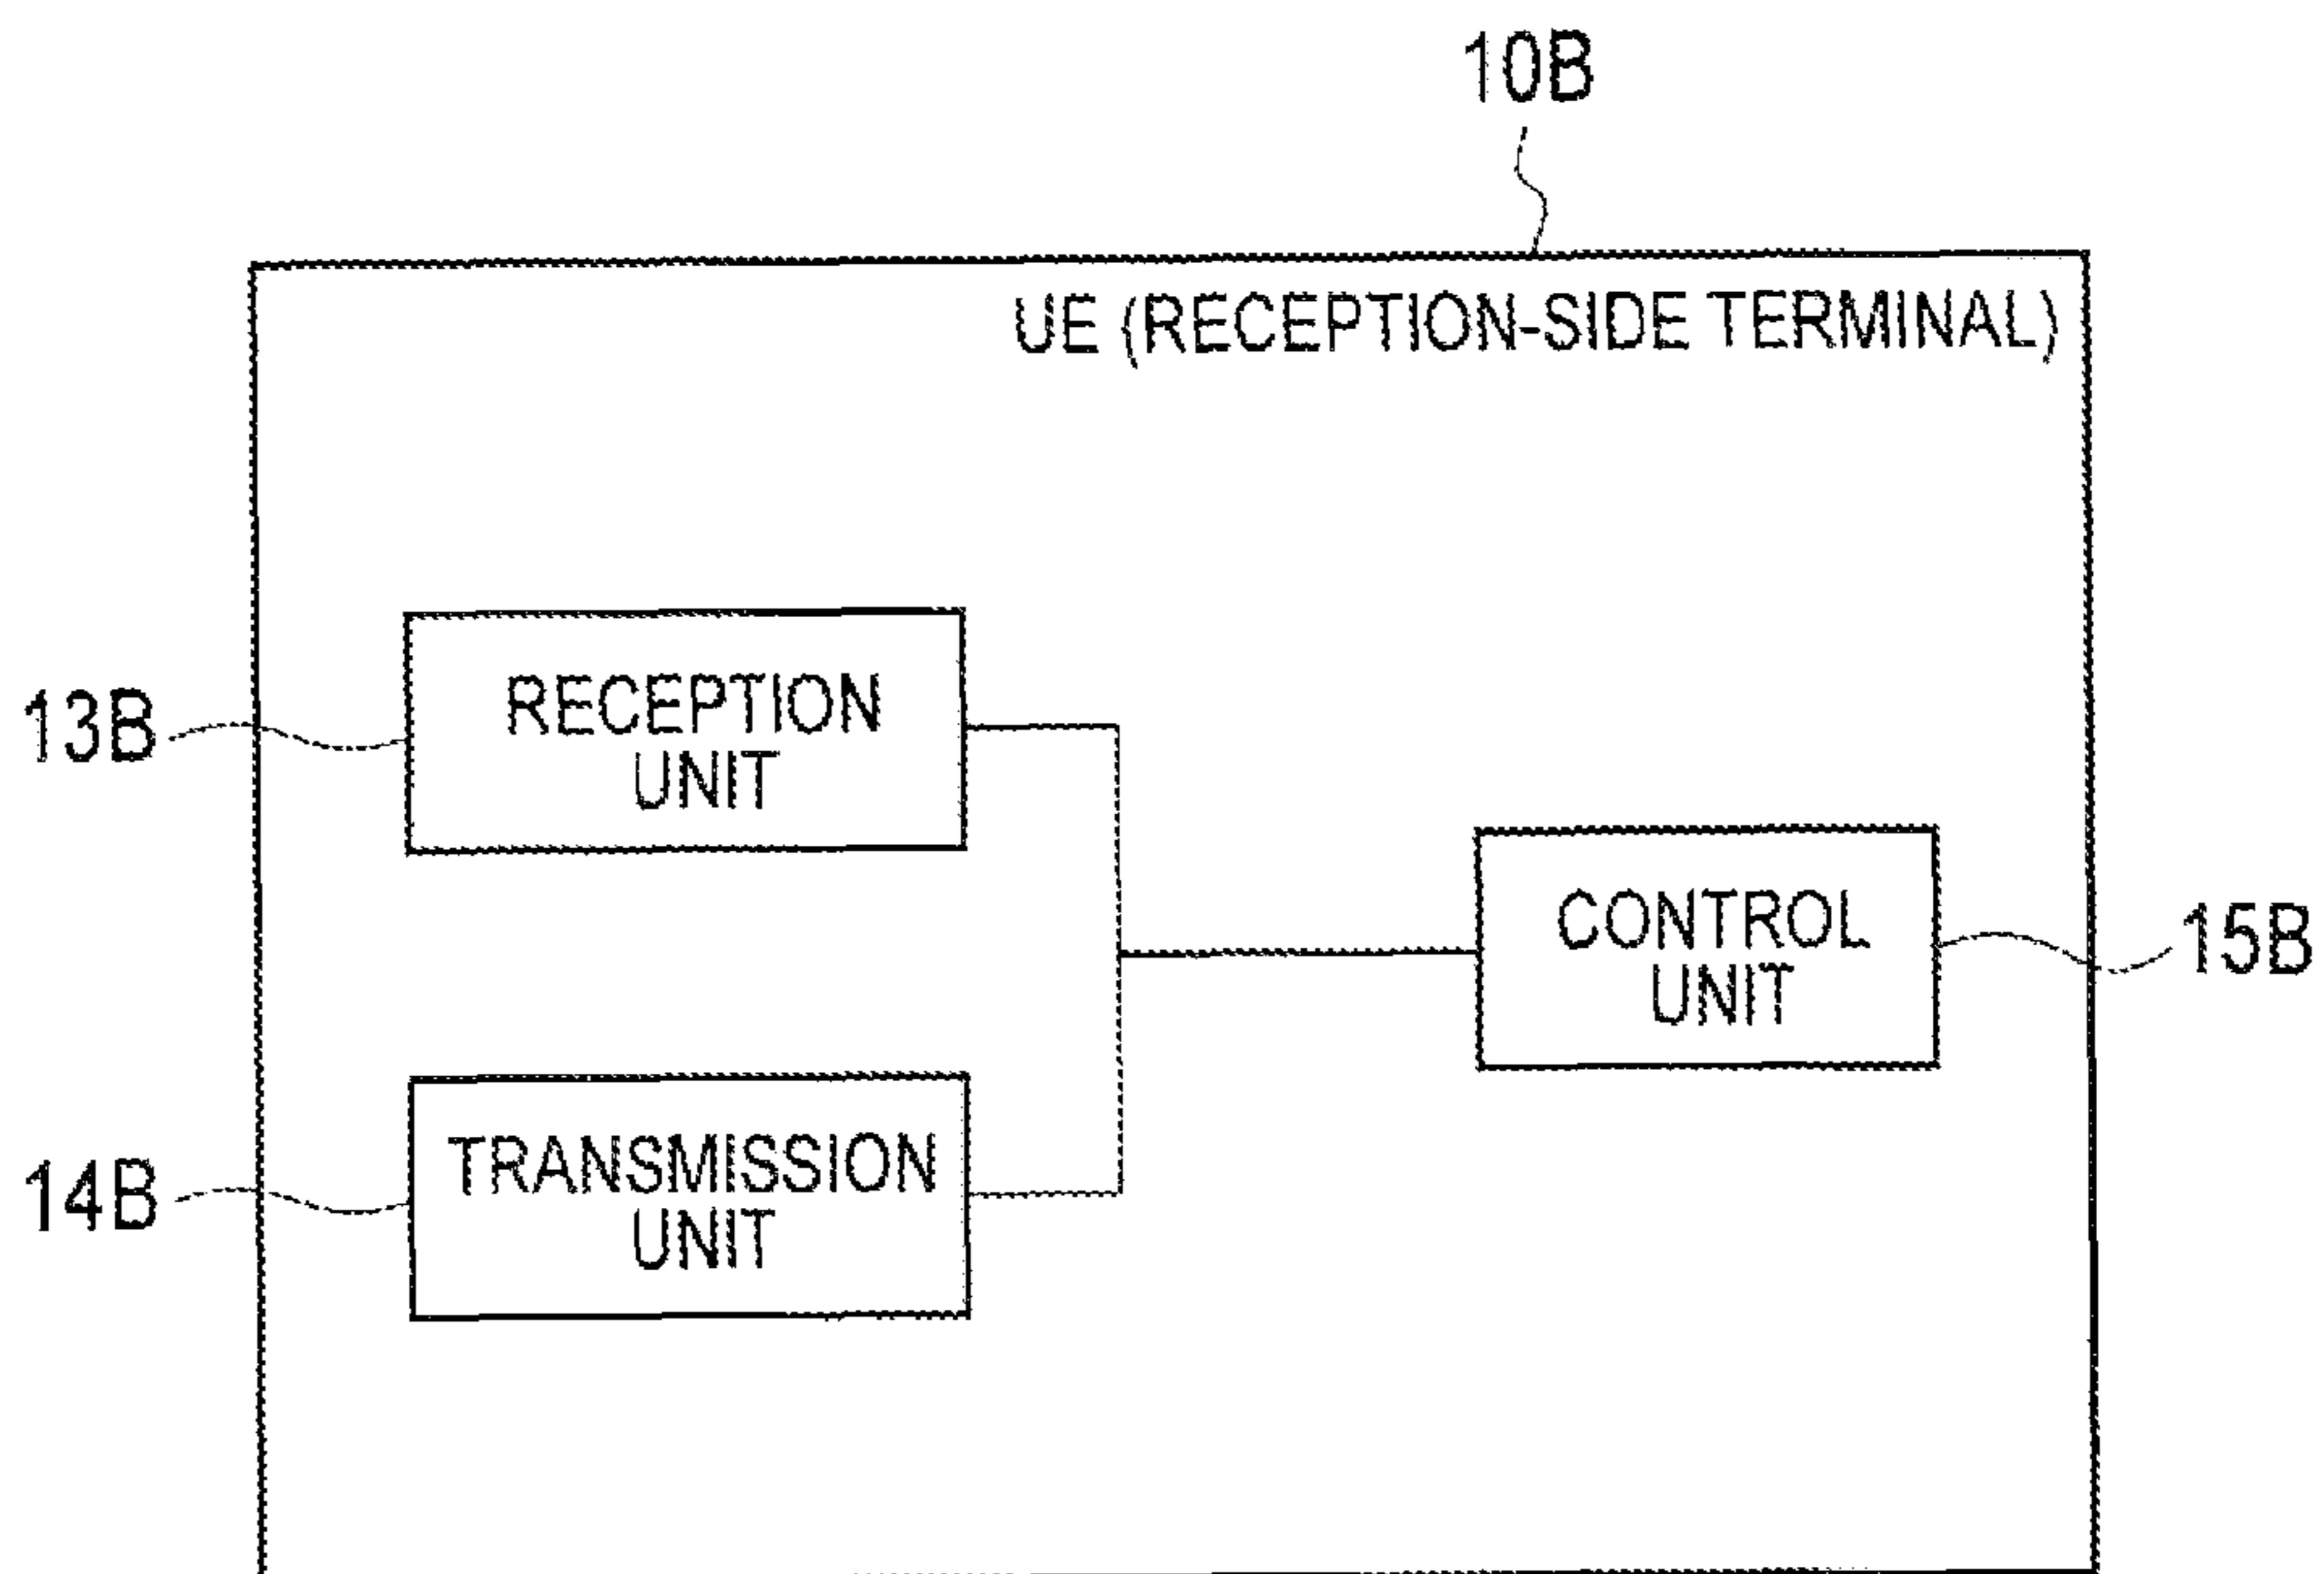 10B
UE (RECEPTION-SIDE TERMINAL)
13B
RECEPTION
UNIT
CONTROL
UNIT
15B
14B
TRANSMISSION
UNIT